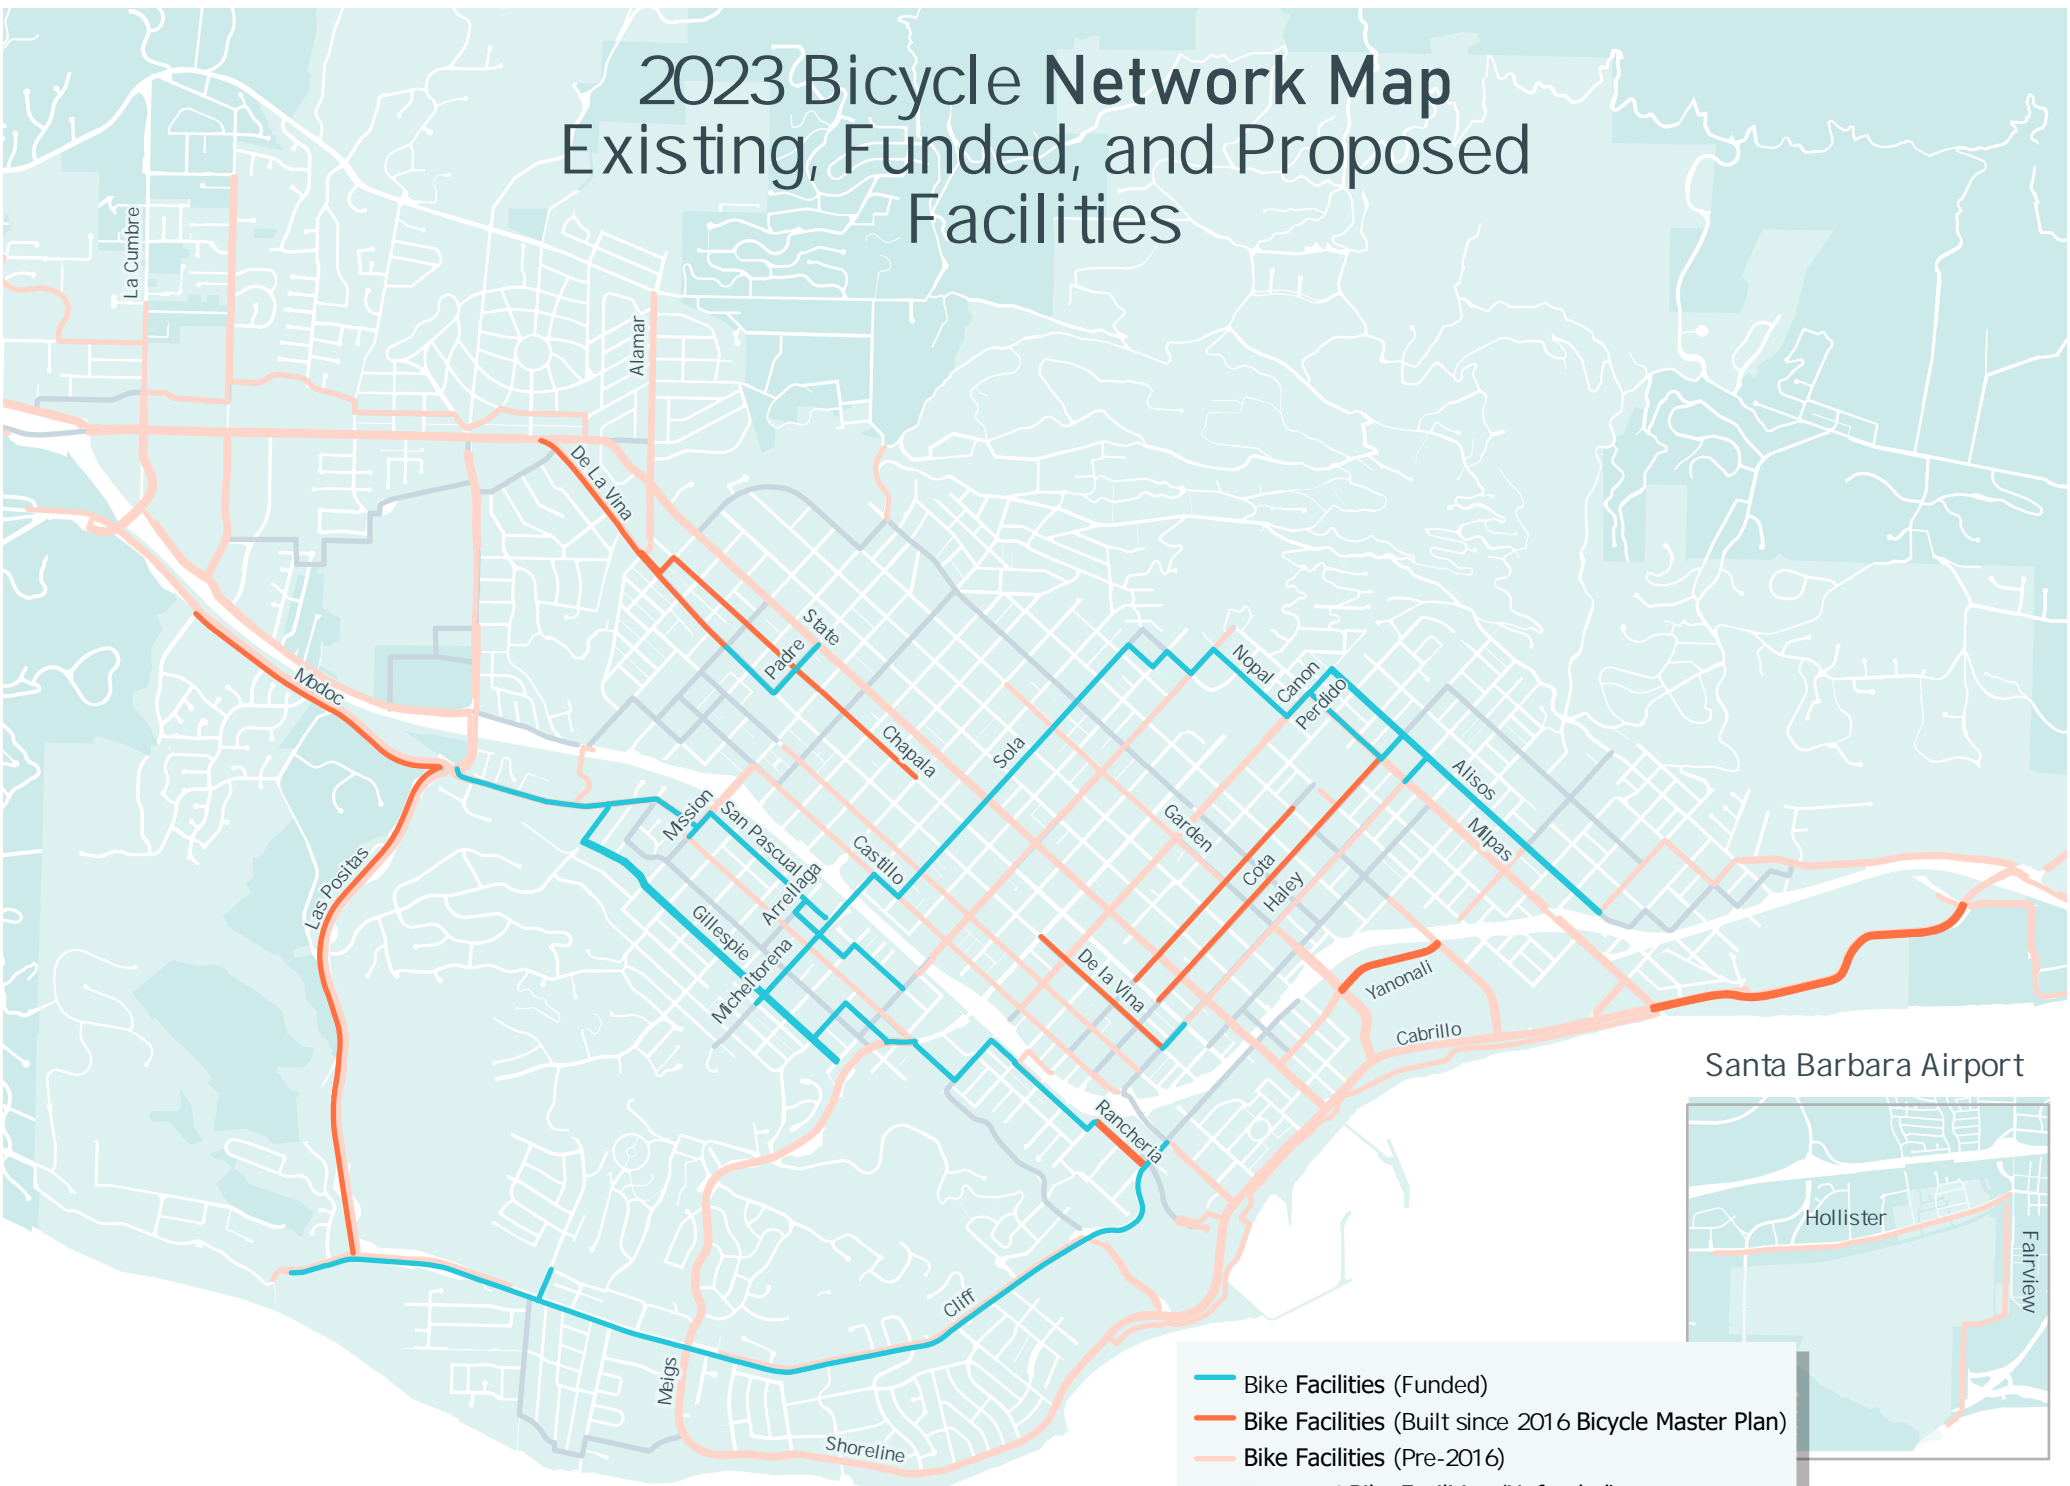 2023 Bicycle Network Map
Existing, Funded, and Proposed
Facilities
La Cumbre
Alamar
De La Vina
State
Padre
Modoc
Chapala
Sola
Nopal
Canon
Perdido
Alisos
Milpas
Mission
San Pascual
Castillo
Garden
Cota
Haley
Arrellaga
Las Positas
Gillespie
Micheltorena
De la Vina
Yanonali
Cabrillo
Rancheria
Cliff
Meigs
Shoreline
Santa Barbara Airport
Hollister
Fairview
Bike Facilities (Funded)
Bike Facilities (Built since 2016 Bicycle Master Plan)
Bike Facilities (Pre-2016)